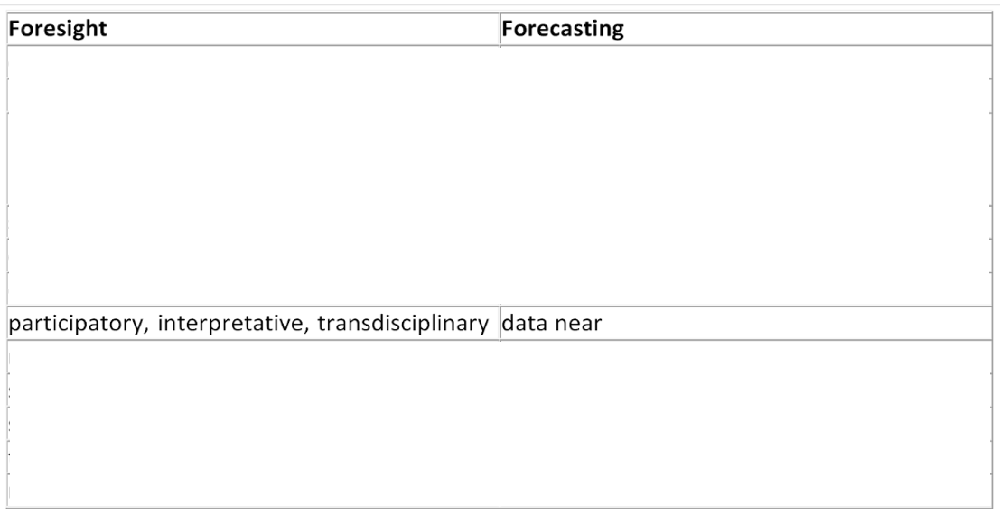 Foresight Forecasting
participatory, interpretative, transdisciplinary data near